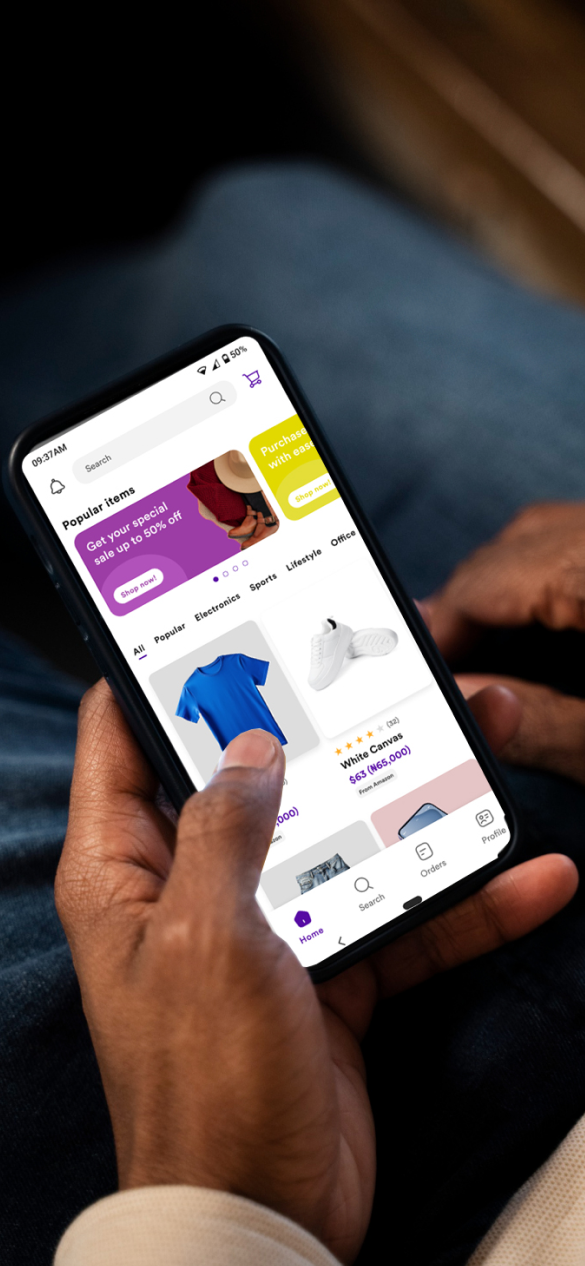 09:37AM
50%
Search
Popular items
Get your special
sale up to 50% off
Shop now!
Purchase
with ease
Shop now!
All
Popular
Electronics
Sports
Lifestyle
Office
(32)
White Canvas
$63 (₦65,000)
From Amazon
,000)
Home
Search
Orders
Profile